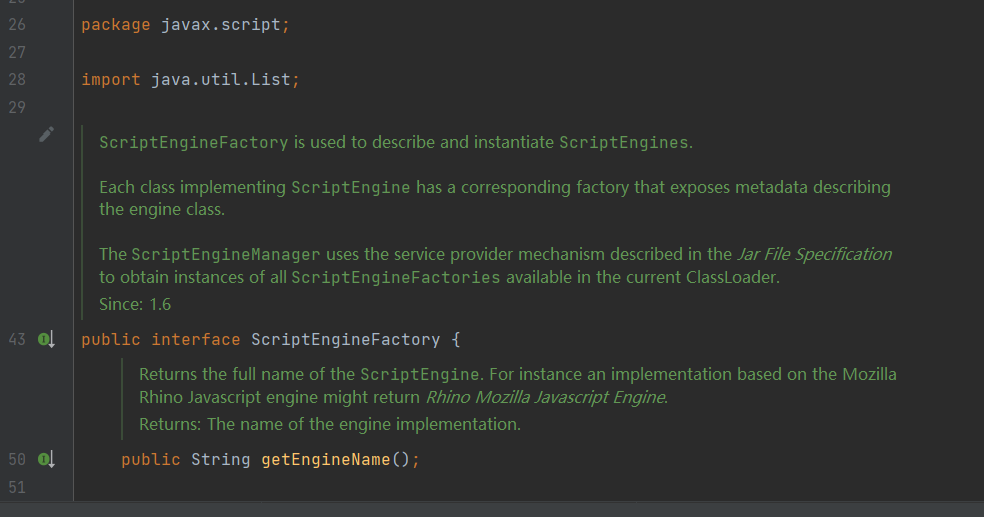 26 package javax.script;
27
28 import java.util.List;
29
ScriptEngineFactory is used to describe and instantiate ScriptEngines.
Each class implementing ScriptEngine has a corresponding factory that exposes metadata describing
the engine class.
The ScriptEngineManager uses the service provider mechanism described in the Jar File Specification
to obtain instances of all ScriptEngineFactories available in the current ClassLoader.
Since: 1.6
43 public interface ScriptEngineFactory {
Returns the full name of the ScriptEngine. For instance an implementation based on the Mozilla
Rhino Javascript engine might return Rhino Mozilla Javascript Engine.
Returns: The name of the engine implementation.
50 public String getEngineName();
51